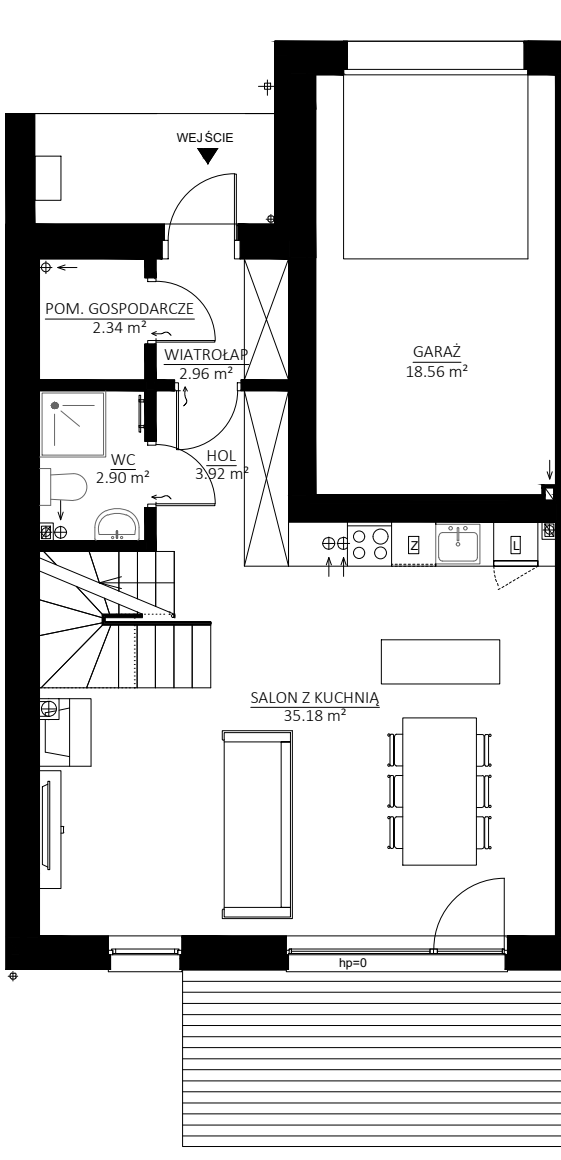 WEJŚCIE
POM. GOSPODARCZE
2.34 m²
WIATROŁAP
2.96 m²
GARAŻ
18.56 m²
WC
2.90 m²
HOL
3.92 m²
Z
L
SALON Z KUCHNIĄ
35.18 m²
hp=0